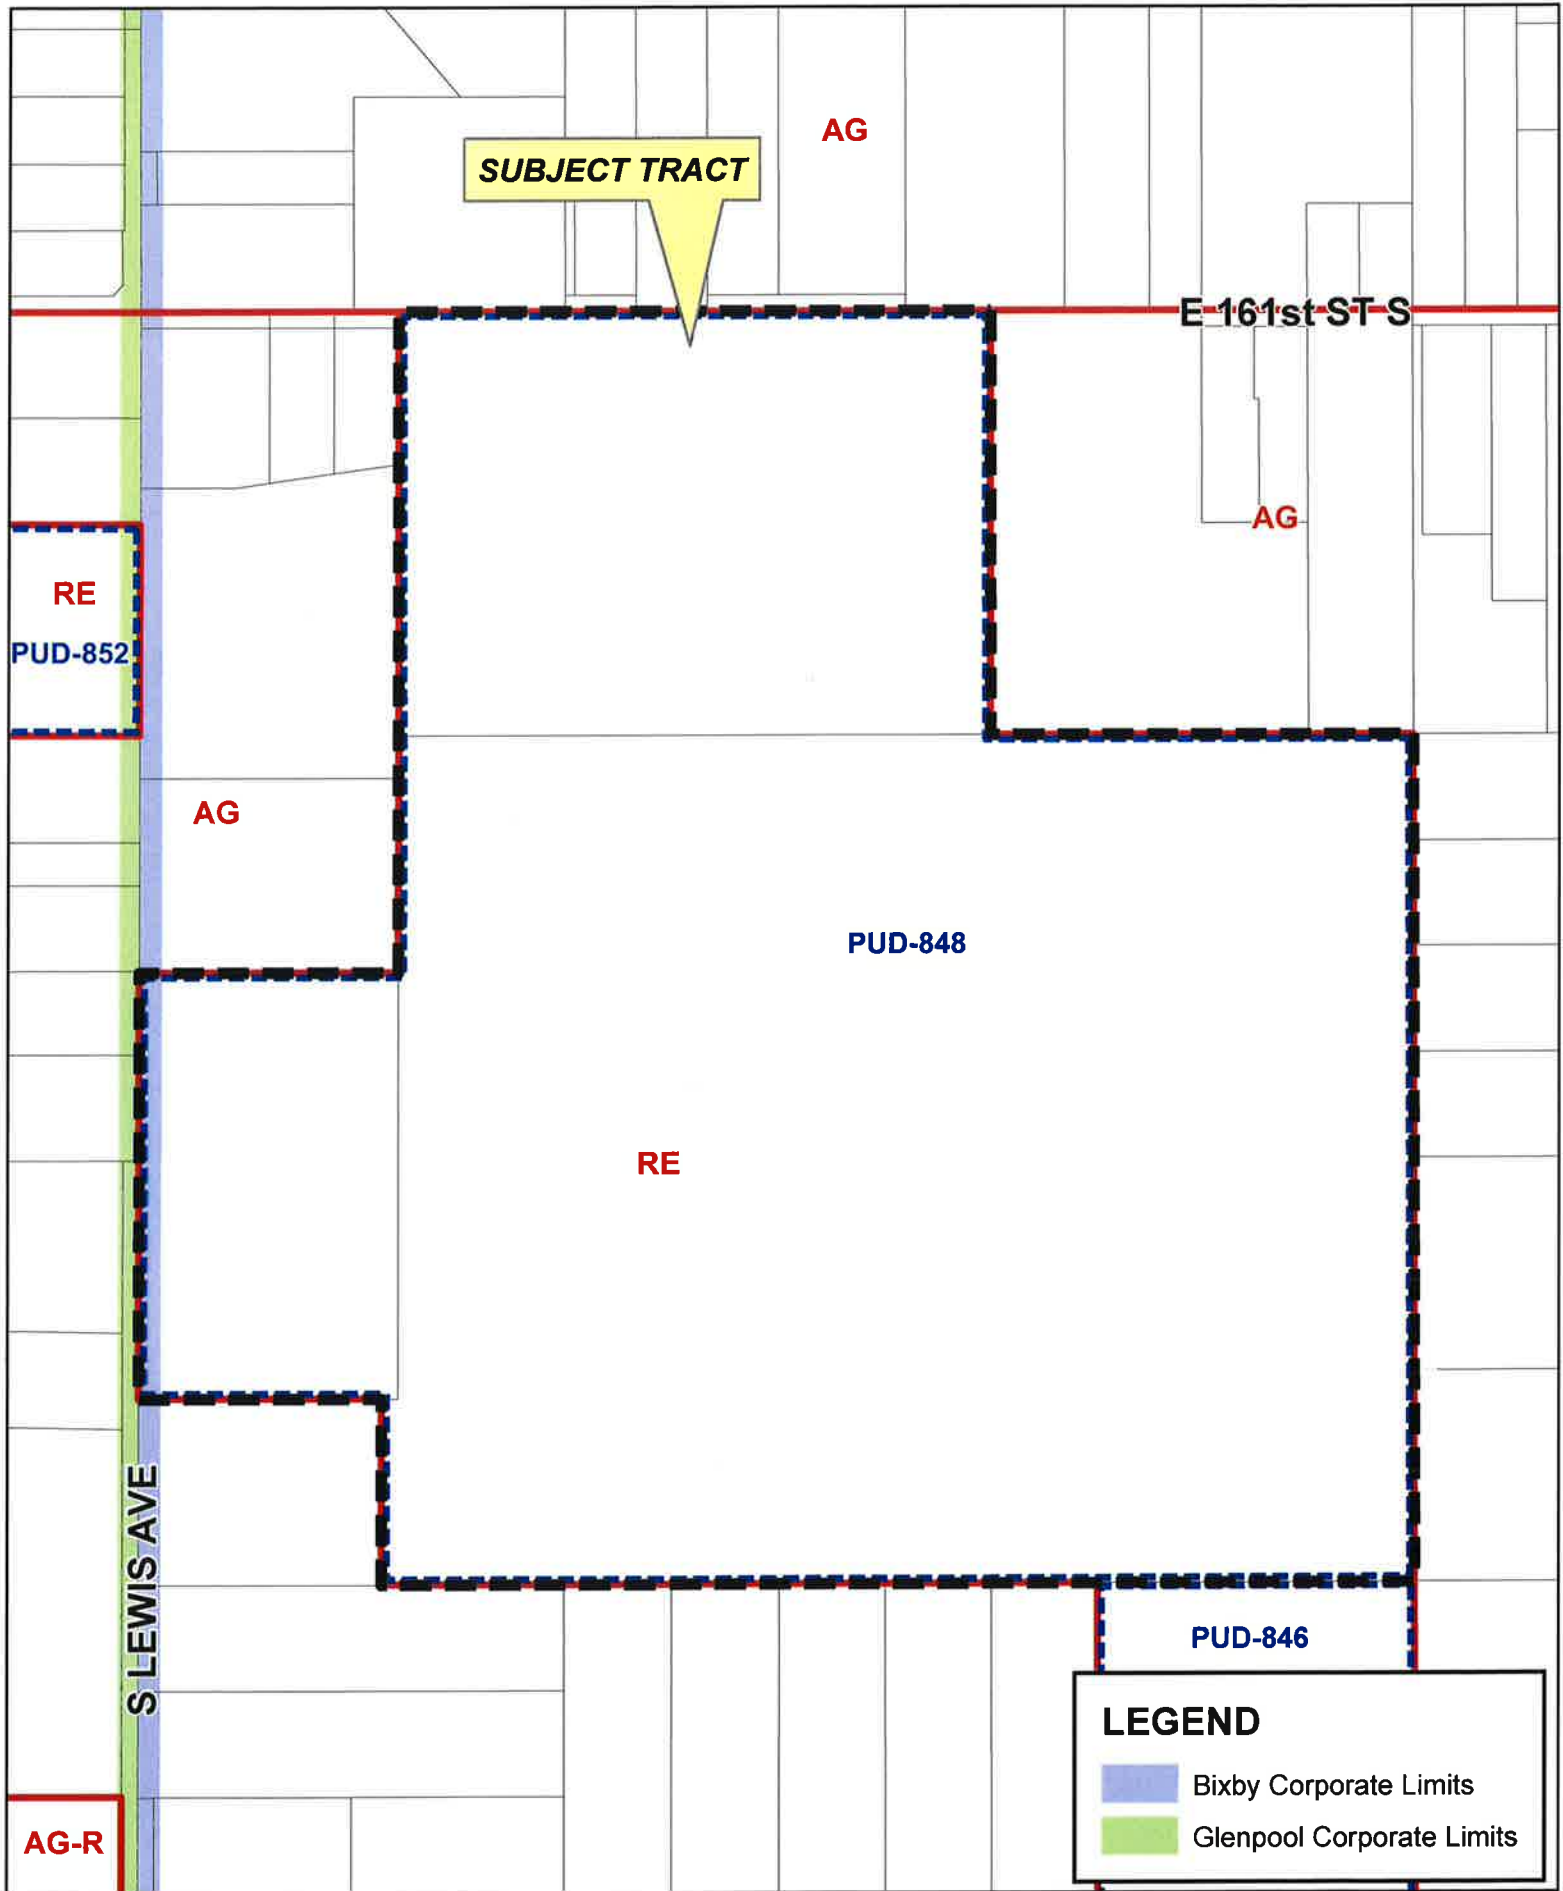 AG
SUBJECT TRACT
E 161st ST S
AG
RE
PUD-852
AG
PUD-848
RE
S LEWIS AVE
PUD-846
LEGEND
Bixby Corporate Limits
Glenpool Corporate Limits
AG-R